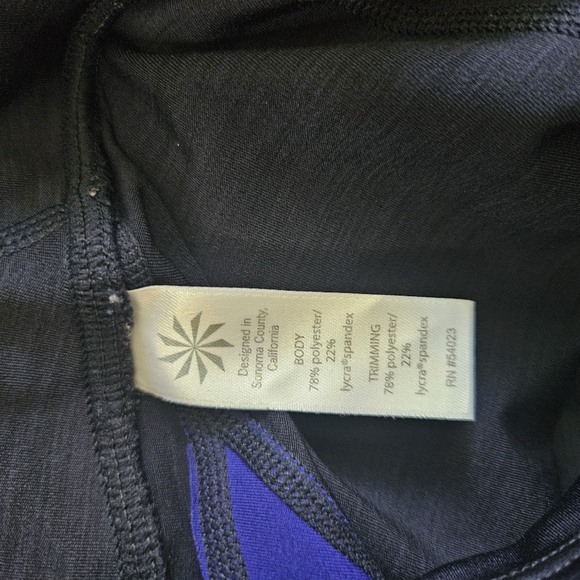 Designed in
Sonoma County,
California
BODY
78% polyester/
22%
lycra®spandex
TRIMMING
78% polyester/
22%
lycra®spandex
RN #54023